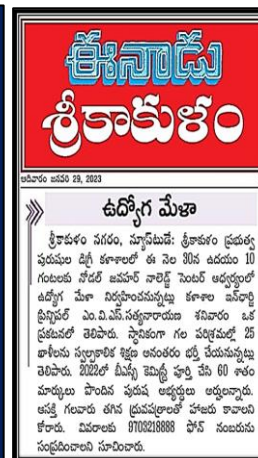 ఈనాడు
శ్రీకాకుళం
ఆదివారం జనవరి 29, 2023
ఉద్యోగ మేళా
శ్రీకాకుళం నగరం, న్యూస్‌టుడే: శ్రీకాకుళం ప్రభుత్వ
పురుషుల డిగ్రీ కళాశాలలో ఈ నెల 30న ఉదయం 10
గంటలకు నోడల్ జవహర్ నాలెడ్జ్ సెంటర్ ఆధ్వర్యంలో
ఉద్యోగ మేళా నిర్వహించనున్నట్లు కళాశాల ఇన్‌ఛార్జి
ప్రిన్సిపల్ ఎం.వి.ఎస్.సత్యనారాయణ శనివారం ఒక
ప్రకటనలో తెలిపారు. స్థానికంగా గల పరిశ్రమల్లో 25
ఖాళీలను స్వల్పకాలిక శిక్షణ అనంతరం భర్తీ చేయనున్నట్లు
తెలిపారు. 2022లో బీఎస్సీ కెమిస్ట్రీ పూర్తి చేసి 60 శాతం
మార్కులు పొందిన పురుష అభ్యర్థులు అర్హులన్నారు.
ఆసక్తి గలవారు తగిన ధ్రువపత్రాలతో హాజరు కావాలని
కోరారు. వివరాలకు 9703218888 ఫోన్ నంబరును
సంప్రదించాలని సూచించారు.